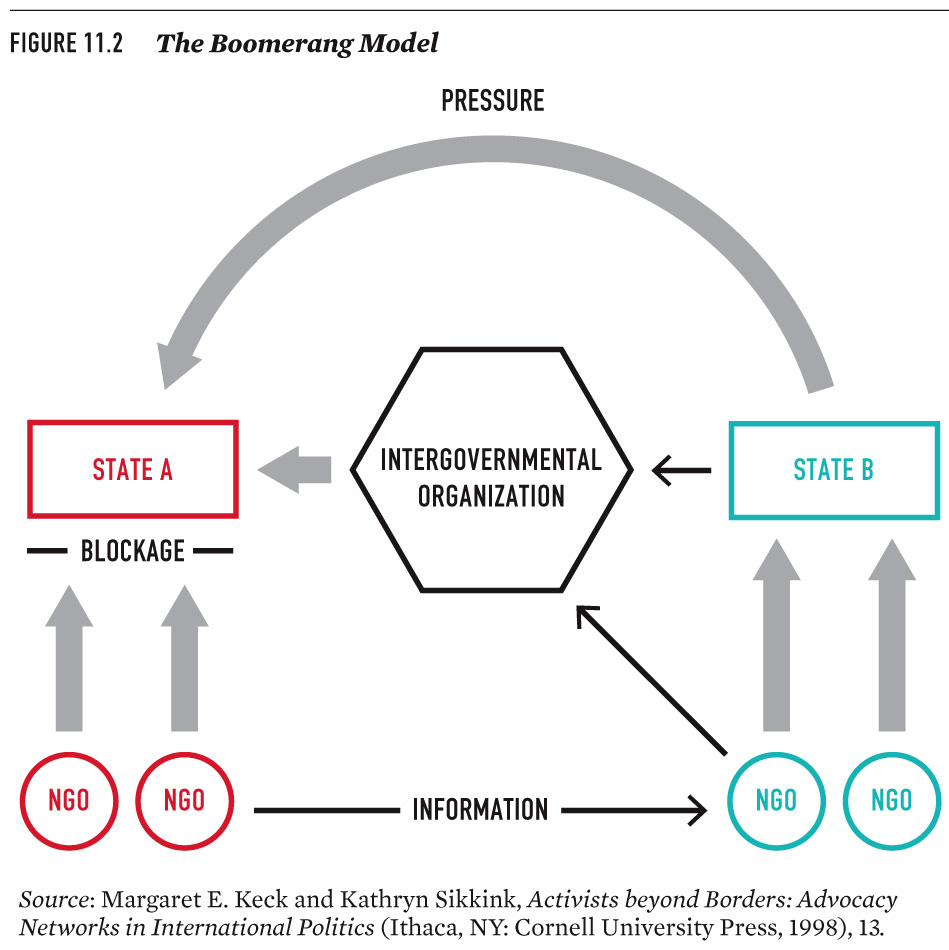 FIGURE 11.2 The Boomerang Model
PRESSURE
STATE A
INTERGOVERNMENTAL
ORGANIZATION
STATE B
BLOCKAGE
NGO
NGO
INFORMATION
NGO
NGO
Source: Margaret E. Keck and Kathryn Sikkink, Activists beyond Borders: Advocacy
Networks in International Politics (Ithaca, NY: Cornell University Press, 1998), 13.